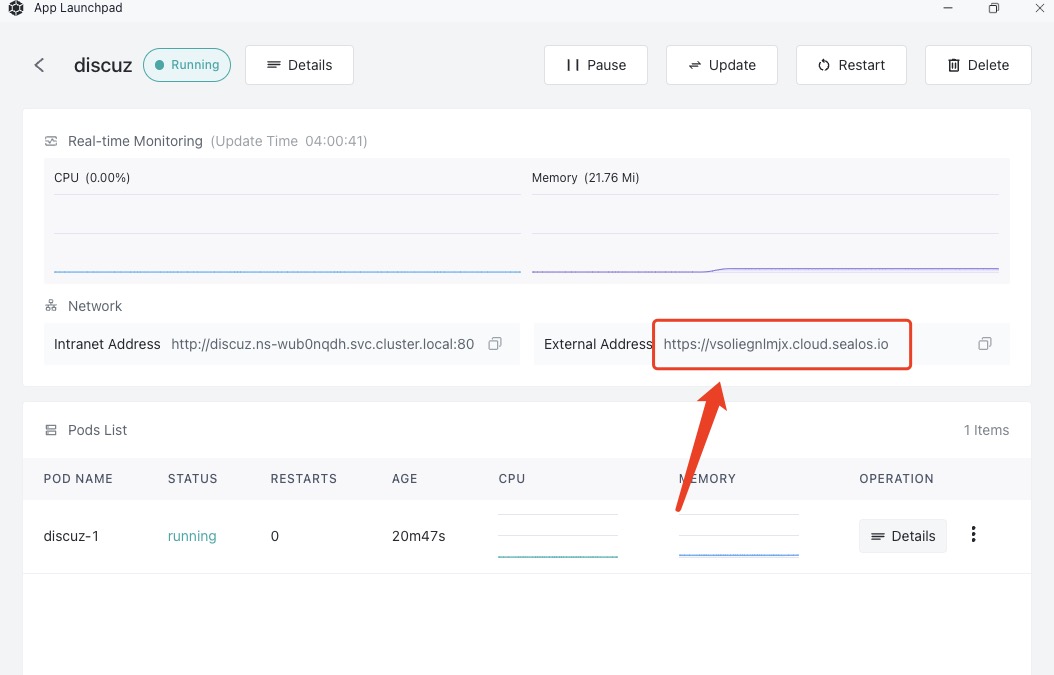 App Launchpad
discuz Running Details Pause Update Restart Delete
Real-time Monitoring (Update Time 04:00:41)
CPU (0.00%) Memory (21.76 Mi)
Network
Intranet Address http://discuz.ns-wub0nqdh.svc.cluster.local:80 External Address https://vsoliegnlmjx.cloud.sealos.io
Pods List 1 Items
POD NAME STATUS RESTARTS AGE CPU MEMORY OPERATION
discuz-1 running 0 20m47s Details